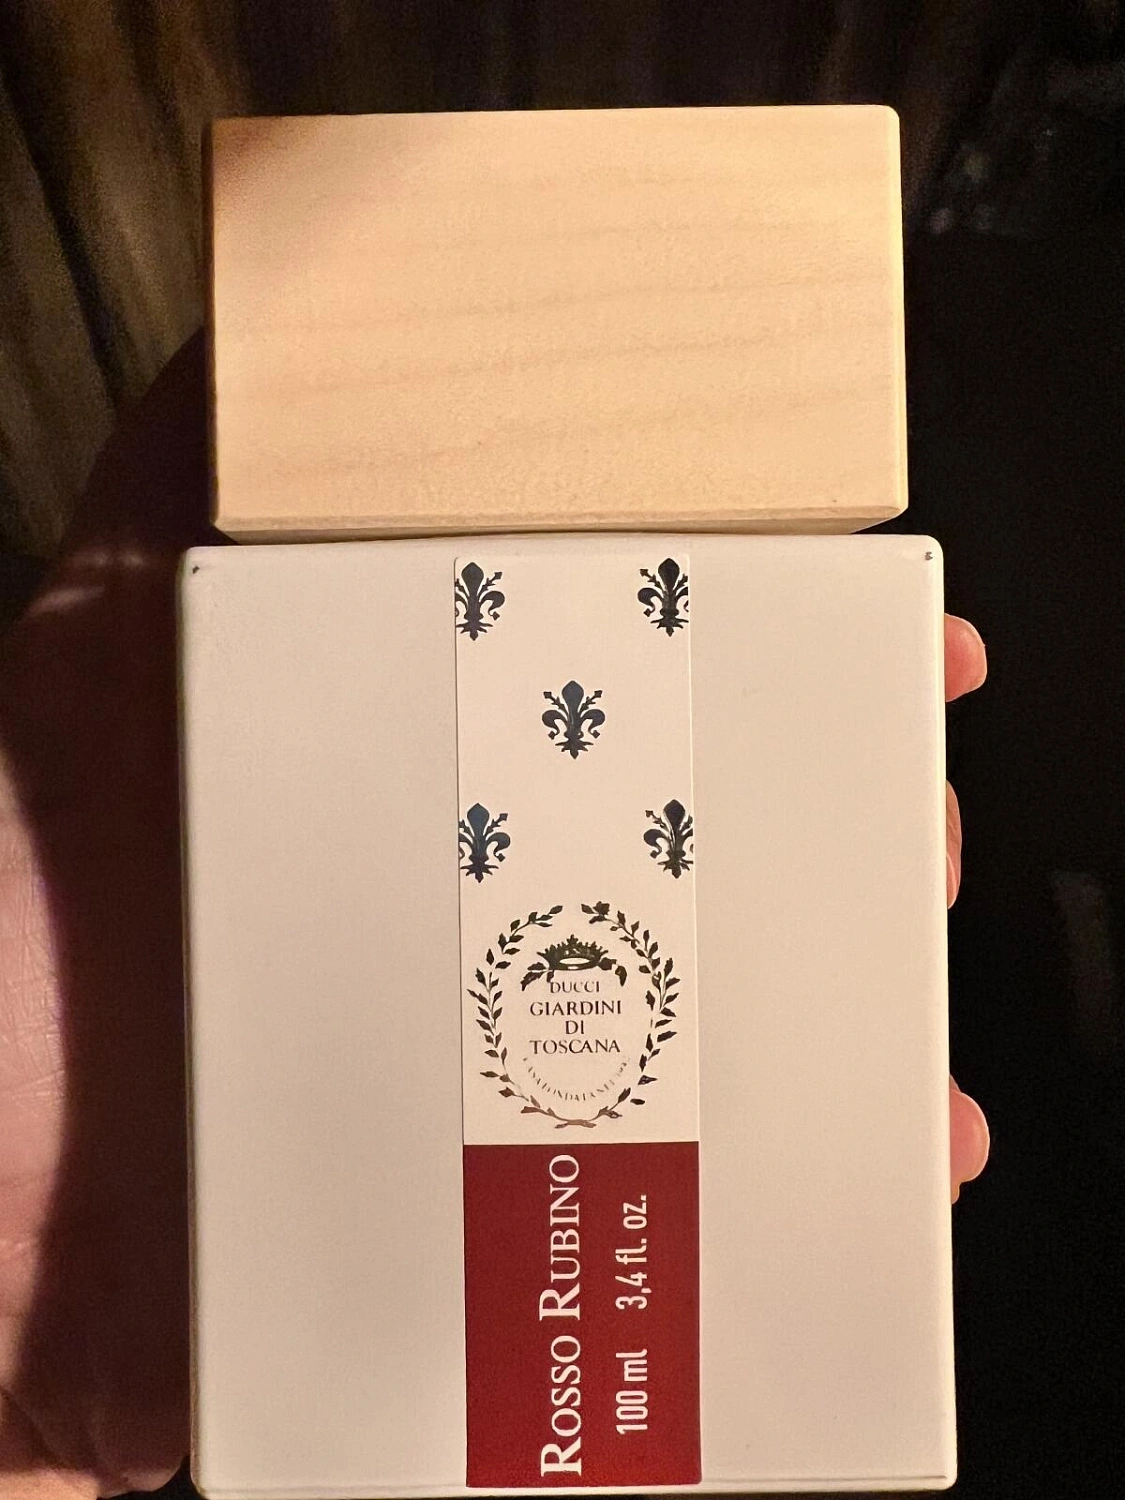 DUCCI
GIARDINI
DI
TOSCANA
ROSSO RUBINO
100 ml 3,4 fl. oz.